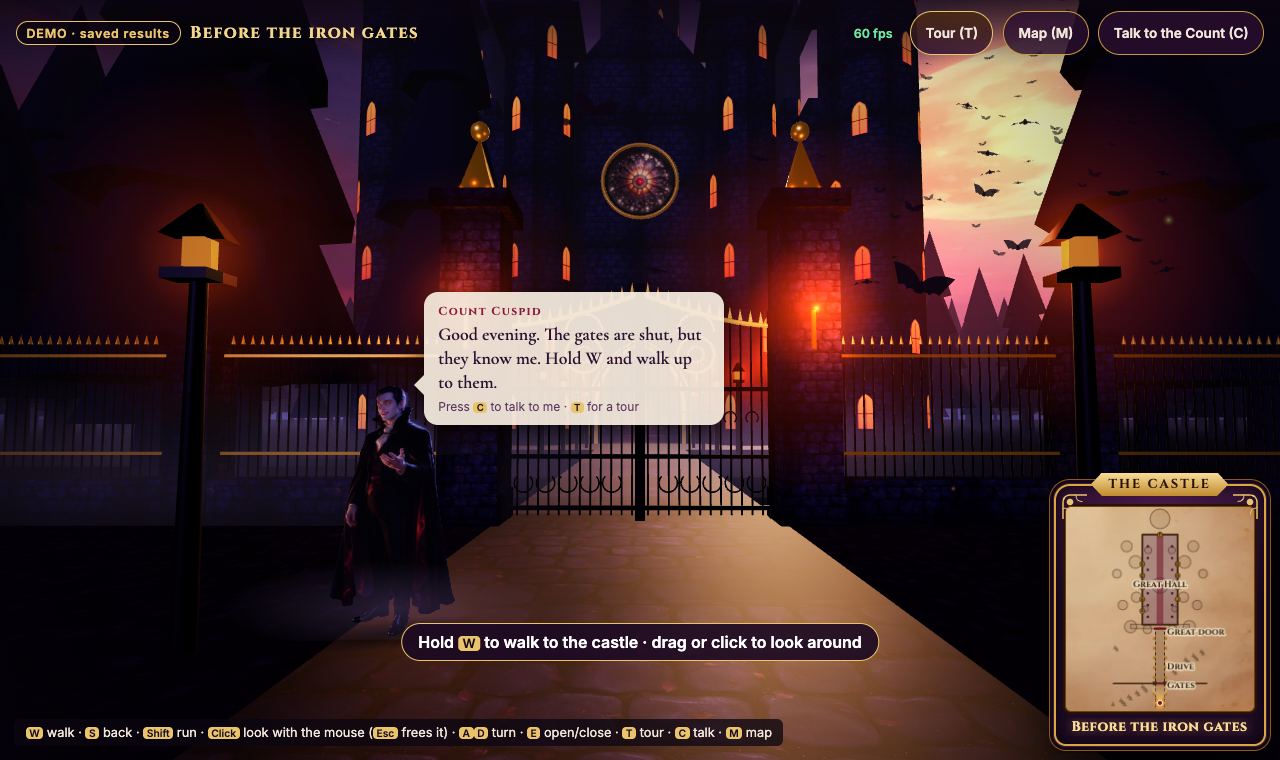 DEMO · saved results
Before the iron gates
60 fps
Tour (T)
Map (M)
Talk to the Count (C)
Count Cuspid
Good evening. The gates are shut, but
they know me. Hold W and walk up
to them.
Press C to talk to me · T for a tour
Hold W to walk to the castle · drag or click to look around
W walk · S back · Shift run · Click look with the mouse (Esc frees it) · A D turn · E open/close · T tour · C talk · M map
THE CASTLE
Great Hall
Great door
Drive
Gates
Before the iron gates